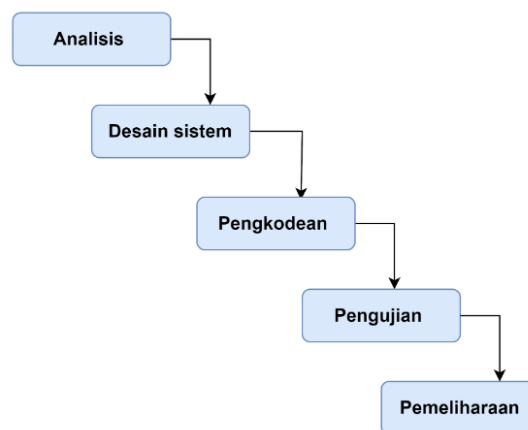 Analisis
Desain sistem
Pengkodean
Pengujian
Pemeliharaan